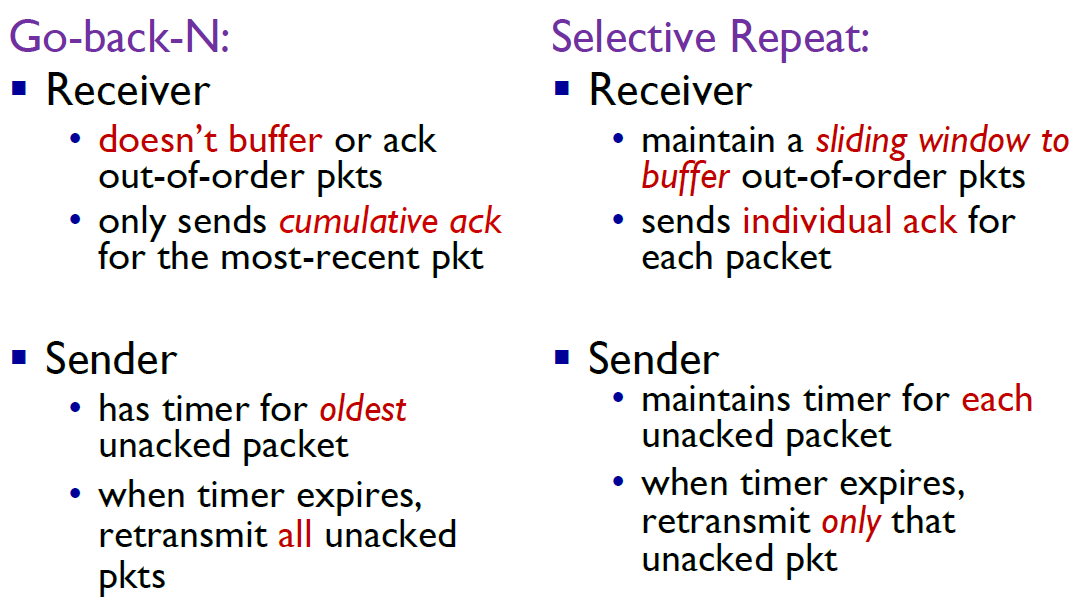 Go-back-N:
▪ Receiver
• doesn't buffer or ack
out-of-order pkts
• only sends cumulative ack
for the most-recent pkt
▪ Sender
• has timer for oldest
unacked packet
• when timer expires,
retransmit all unacked
pkts
Selective Repeat:
▪ Receiver
• maintain a sliding window to
buffer out-of-order pkts
• sends individual ack for
each packet
▪ Sender
• maintains timer for each
unacked packet
• when timer expires,
retransmit only that
unacked pkt